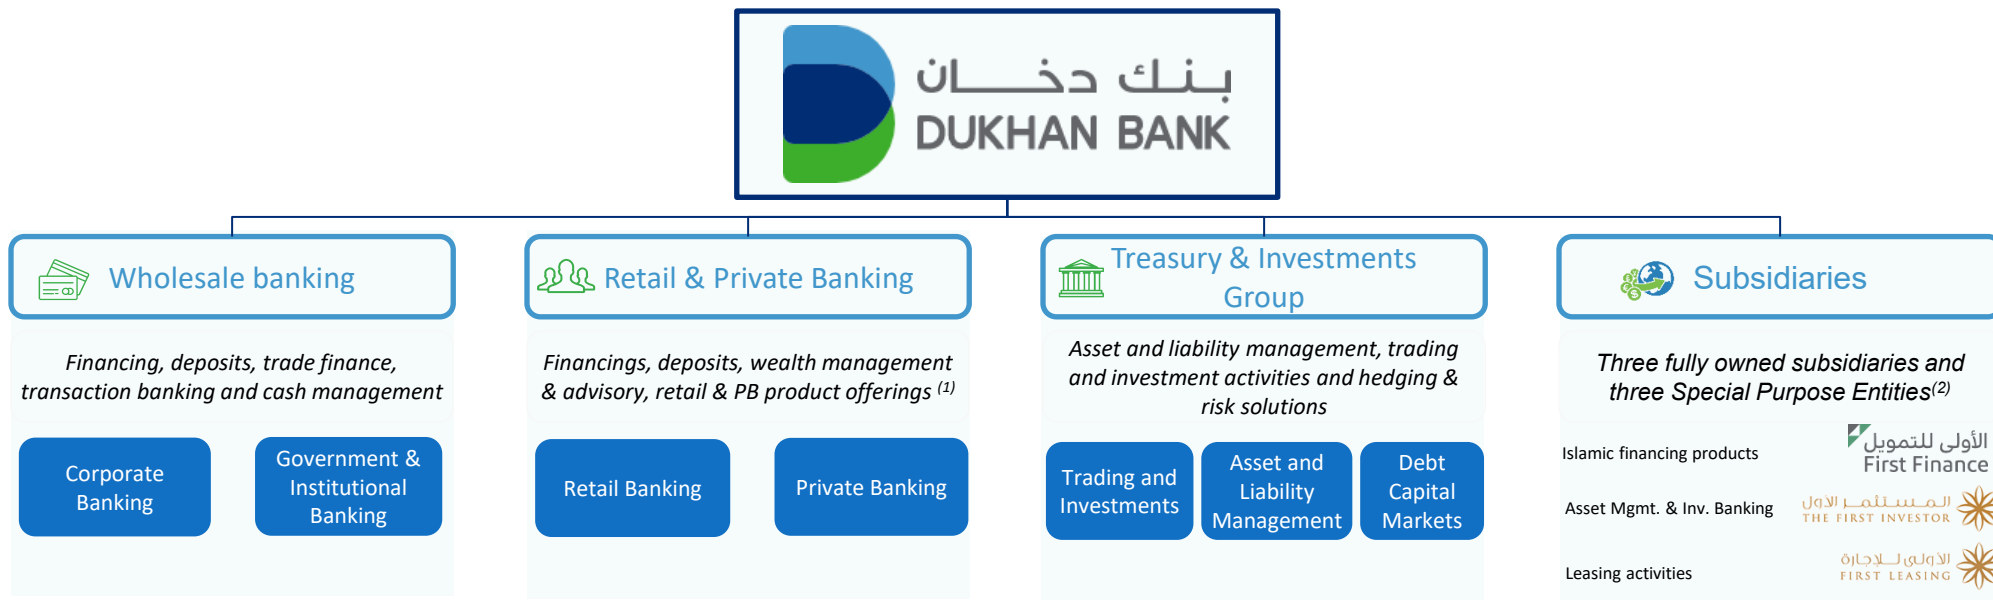 بنك دخان
DUKHAN BANK
Wholesale banking
Financing, deposits, trade finance,
transaction banking and cash management
Corporate
Banking
Government &
Institutional
Banking
Retail & Private Banking
Financings, deposits, wealth management
& advisory, retail & PB product offerings (1)
Retail Banking
Private Banking
Treasury & Investments
Group
Asset and liability management, trading
and investment activities and hedging &
risk solutions
Trading and
Investments
Asset and
Liability
Management
Debt
Capital
Markets
Subsidiaries
Three fully owned subsidiaries and
three Special Purpose Entities(2)
Islamic financing products
الأولى للتمويل
First Finance
Asset Mgmt. & Inv. Banking
المستثمر الأول
THE FIRST INVESTOR
Leasing activities
الأولى للإجارة
FIRST LEASING